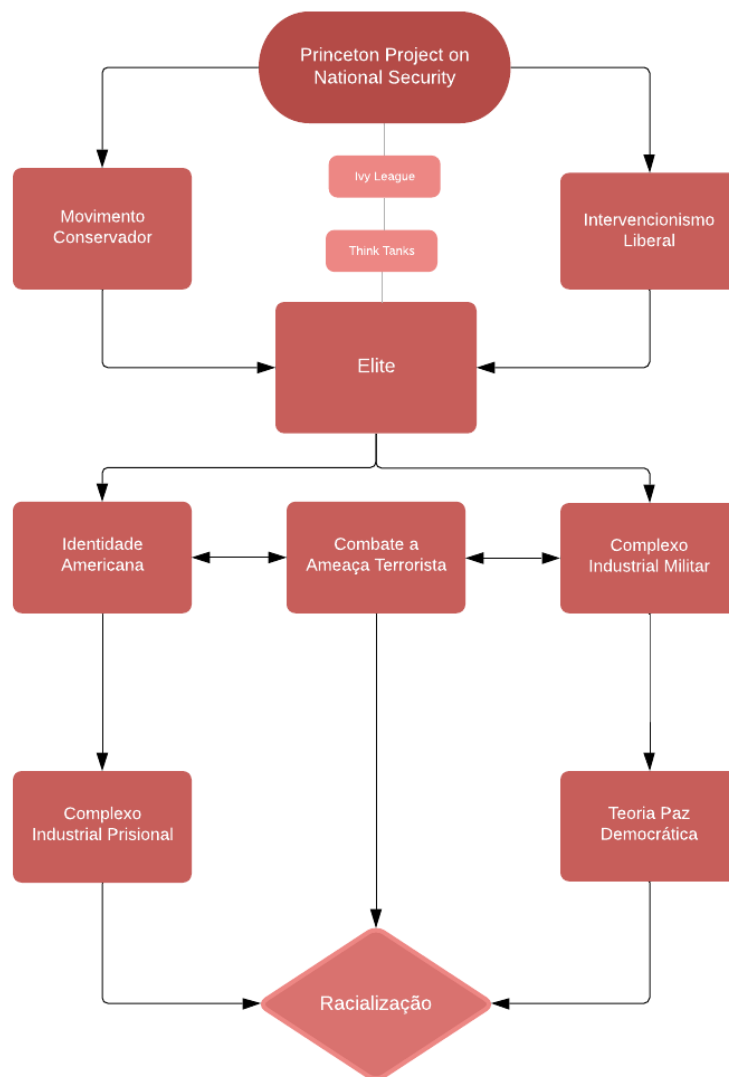 Princeton Project on
National Security
Ivy League
Movimento
Conservador
Intervencionismo
Liberal
Think Tanks
Elite
Identidade
Americana
Combate a
Ameaça Terrorista
Complexo
Industrial Militar
Complexo
Industrial Prisional
Teoria Paz
Democrática
Racialização